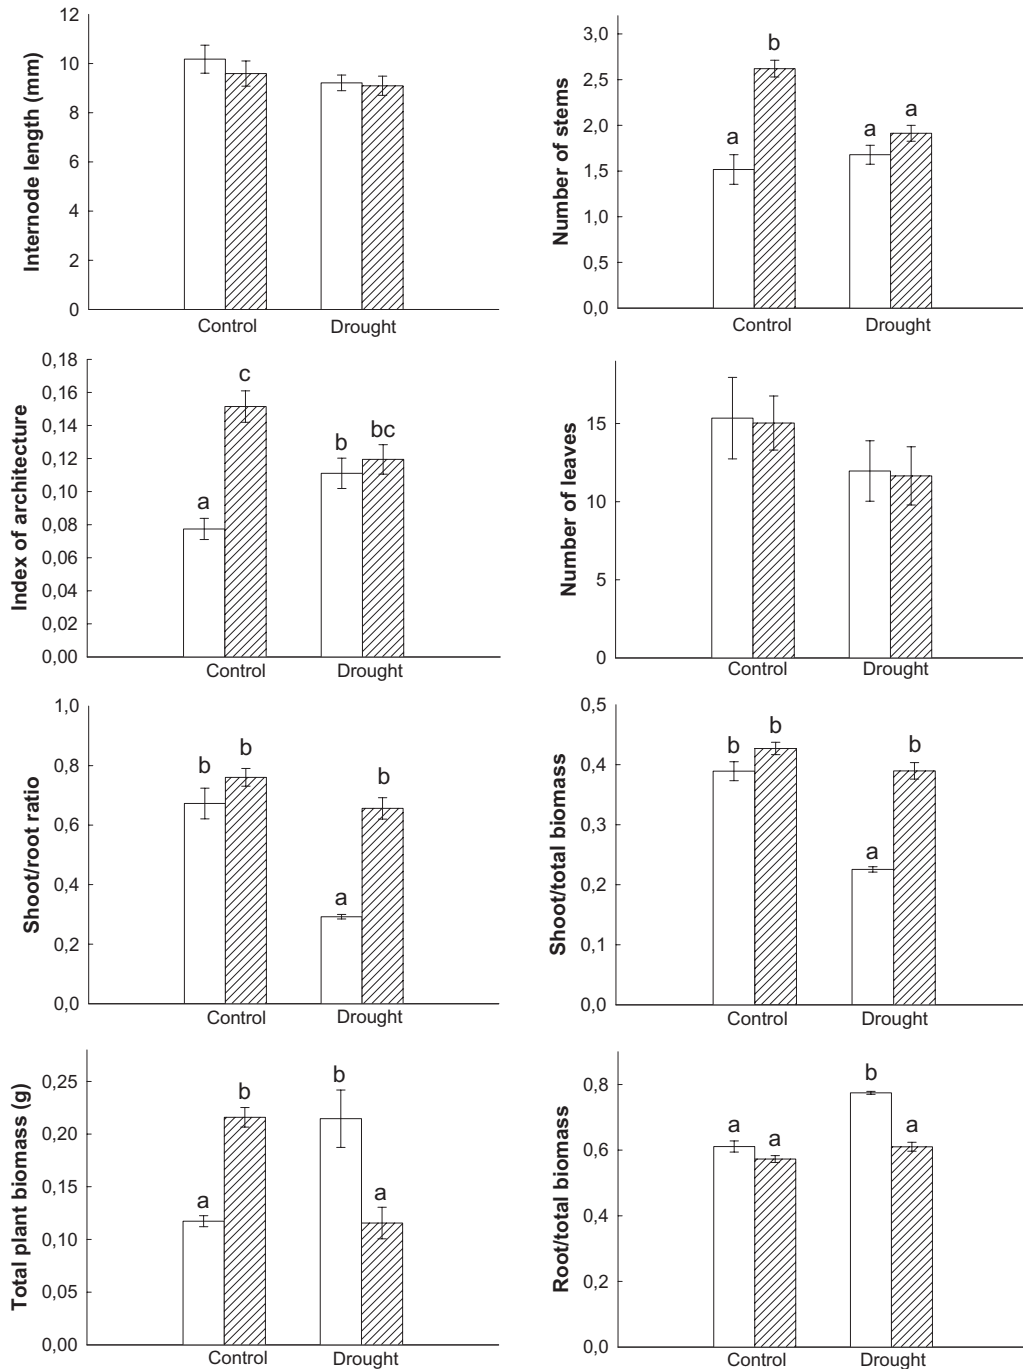 Internode length (mm)
12
10
8
6
4
2
0
Control
Drought
Number of stems
3,0
2,5
2,0
1,5
1,0
0,5
0,0
a
b
a
a
Control
Drought
Index of architecture
0,18
0,16
0,14
0,12
0,10
0,08
0,06
0,04
0,02
0,00
a
c
b
bc
Control
Drought
Number of leaves
15
10
5
0
Control
Drought
Shoot/root ratio
1,0
0,8
0,6
0,4
0,2
0,0
b
b
a
b
Control
Drought
Shoot/total biomass
0,5
0,4
0,3
0,2
0,1
0,0
b
b
a
b
Control
Drought
Total plant biomass (g)
0,25
0,20
0,15
0,10
0,05
0,00
a
b
b
a
Control
Drought
Root/total biomass
0,8
0,6
0,4
0,2
0,0
a
a
b
a
Control
Drought